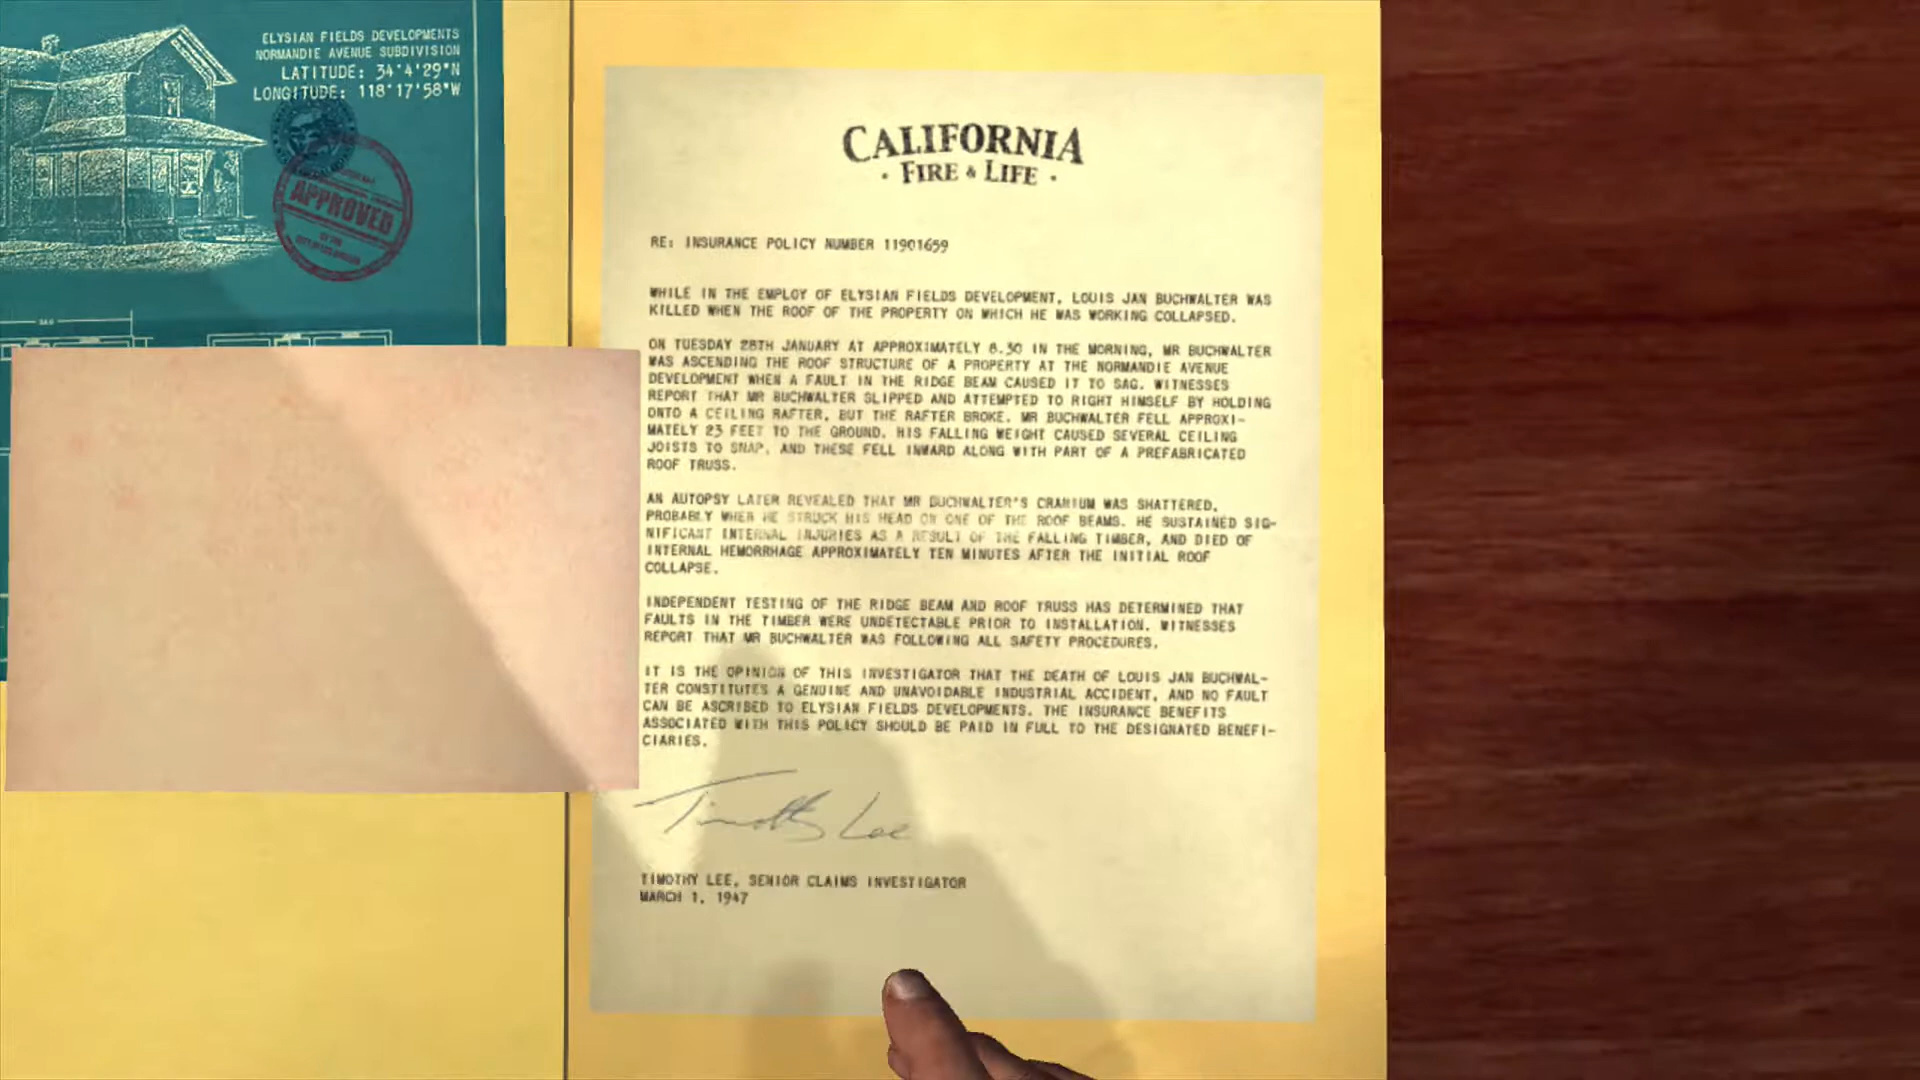 ELYSIAN FIELDS DEVELOPMENTS
NORMANDIE AVENUE SUBDIVISION
LATITUDE: 34°4'29"N
LONGITUDE: 118°17'58"W
APPROVED
CALIFORNIA
· FIRE & LIFE ·
RE: INSURANCE POLICY NUMBER 11901659
WHILE IN THE EMPLOY OF ELYSIAN FIELDS DEVELOPMENT, LOUIS JAN BUCHWALTER WAS
KILLED WHEN THE ROOF OF THE PROPERTY ON WHICH HE WAS WORKING COLLAPSED.
ON TUESDAY 28TH JANUARY AT APPROXIMATELY 8.30 IN THE MORNING, MR BUCHWALTER
WAS ASCENDING THE ROOF STRUCTURE OF A PROPERTY AT THE NORMANDIE AVENUE
DEVELOPMENT WHEN A FAULT IN THE RIDGE BEAM CAUSED IT TO SAG. WITNESSES
REPORT THAT MR BUCHWALTER SLIPPED AND ATTEMPTED TO RIGHT HIMSELF BY HOLDING
ONTO A CEILING RAFTER, BUT THE RAFTER BROKE. MR BUCHWALTER FELL APPROXI-
MATELY 23 FEET TO THE GROUND. HIS FALLING WEIGHT CAUSED SEVERAL CEILING
JOISTS TO SNAP, AND THESE FELL INWARD ALONG WITH PART OF A PREFABRICATED
ROOF TRUSS.
AN AUTOPSY LATER REVEALED THAT MR BUCHWALTER'S CRANIUM WAS SHATTERED,
PROBABLY WHEN HE STRUCK HIS HEAD ON ONE OF THE ROOF BEAMS. HE SUSTAINED SIG-
NIFICANT INTERNAL INJURIES AS A RESULT OF THE FALLING TIMBER, AND DIED OF
INTERNAL HEMORRHAGE APPROXIMATELY TEN MINUTES AFTER THE INITIAL ROOF
COLLAPSE.
INDEPENDENT TESTING OF THE RIDGE BEAM AND ROOF TRUSS HAS DETERMINED THAT
FAULTS IN THE TIMBER WERE UNDETECTABLE PRIOR TO INSTALLATION. WITNESSES
REPORT THAT MR BUCHWALTER WAS FOLLOWING ALL SAFETY PROCEDURES.
IT IS THE OPINION OF THIS INVESTIGATOR THAT THE DEATH OF LOUIS JAN BUCHWAL-
TER CONSTITUTES A GENUINE AND UNAVOIDABLE INDUSTRIAL ACCIDENT, AND NO FAULT
CAN BE ASCRIBED TO ELYSIAN FIELDS DEVELOPMENTS. THE INSURANCE BENEFITS
ASSOCIATED WITH THIS POLICY SHOULD BE PAID IN FULL TO THE DESIGNATED BENEFI-
CIARIES.
Timothy Lee
TIMOTHY LEE, SENIOR CLAIMS INVESTIGATOR
MARCH 1, 1947